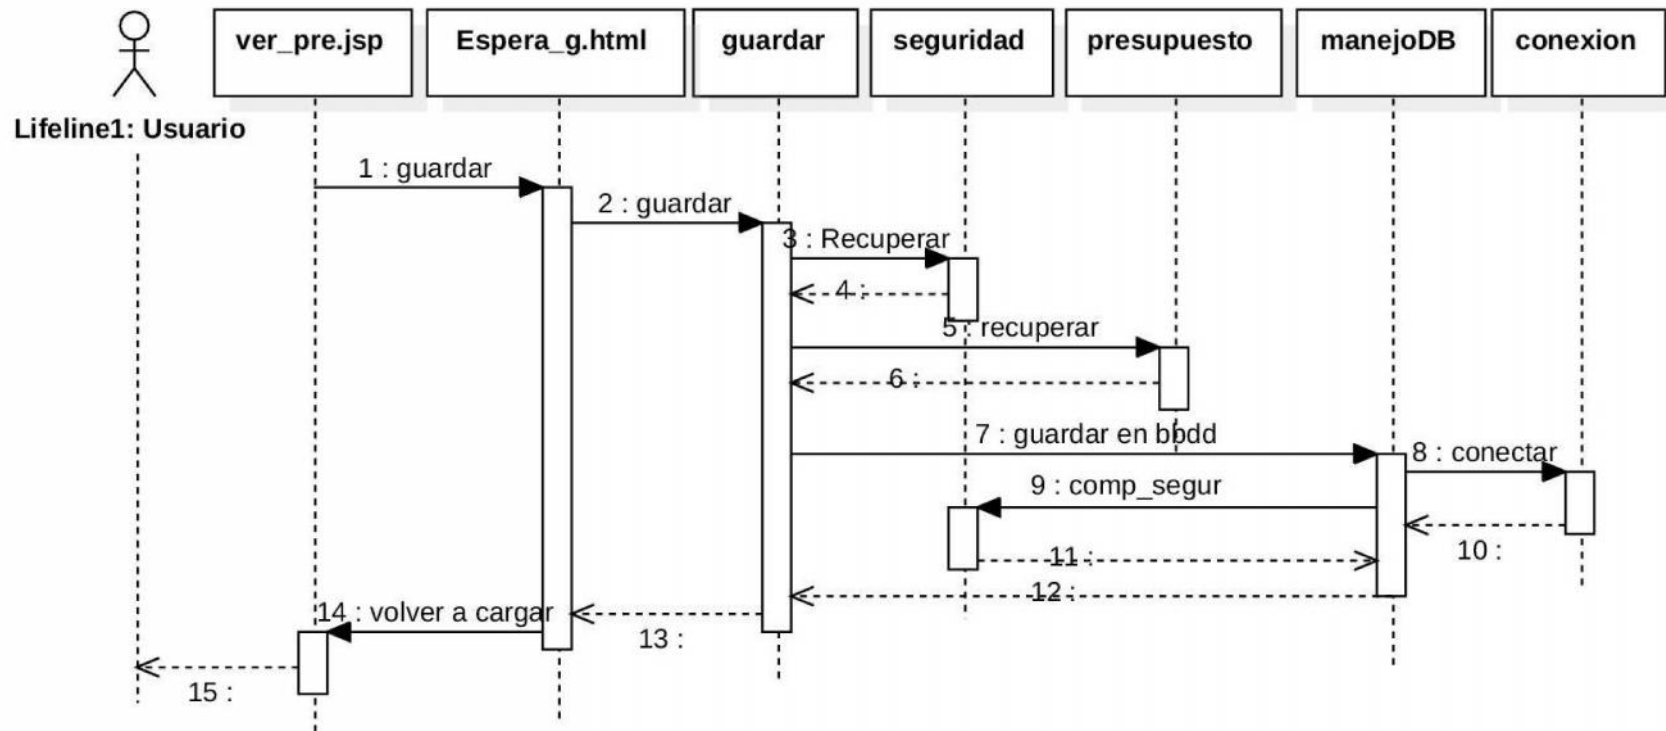 ver_pre.jsp
Espera_g.html
guardar
seguridad
presupuesto
manejoDB
conexion
Lifeline1: Usuario
1 : guardar
2 : guardar
3 : Recuperar
4 :
5 : recuperar
6 :
7 : guardar en bbdd
8 : conectar
9 : comp_segur
10 :
11 :
12 :
13 :
14 : volver a cargar
15 :